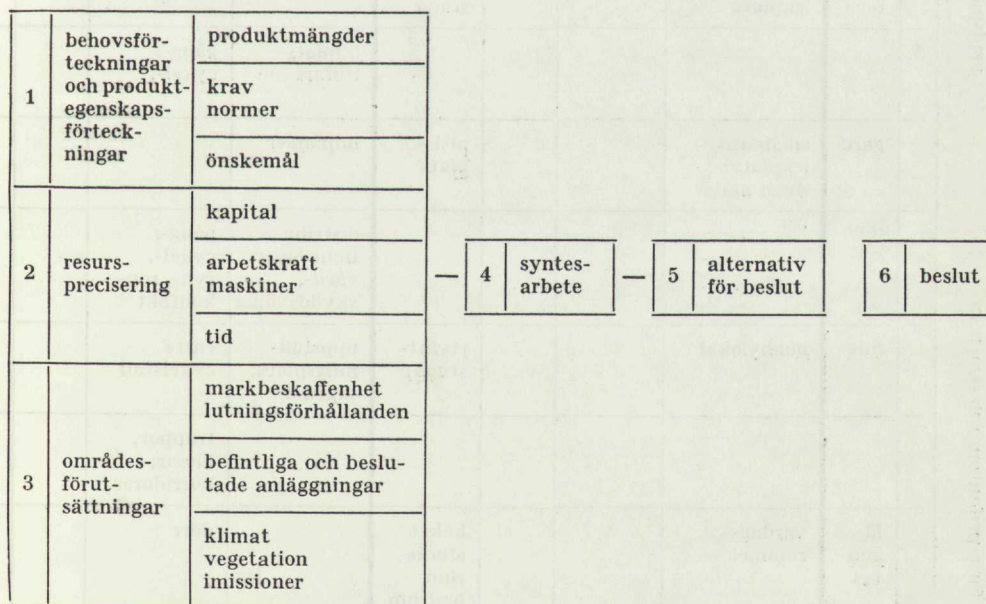 1
behovsför-
teckningar
och produkt-
egenskaps-
förteck-
ningar
produktmängder
krav
normer
önskemål
2
resurs-
precisering
kapital
arbetskraft
maskiner
tid
3
områdes-
förut-
sättningar
markbeskaffenhet
lutningsförhållanden
befintliga och beslu-
tade anläggningar
klimat
vegetation
imissioner
4
syntes-
arbete
5
alternativ
för beslut
6
beslut